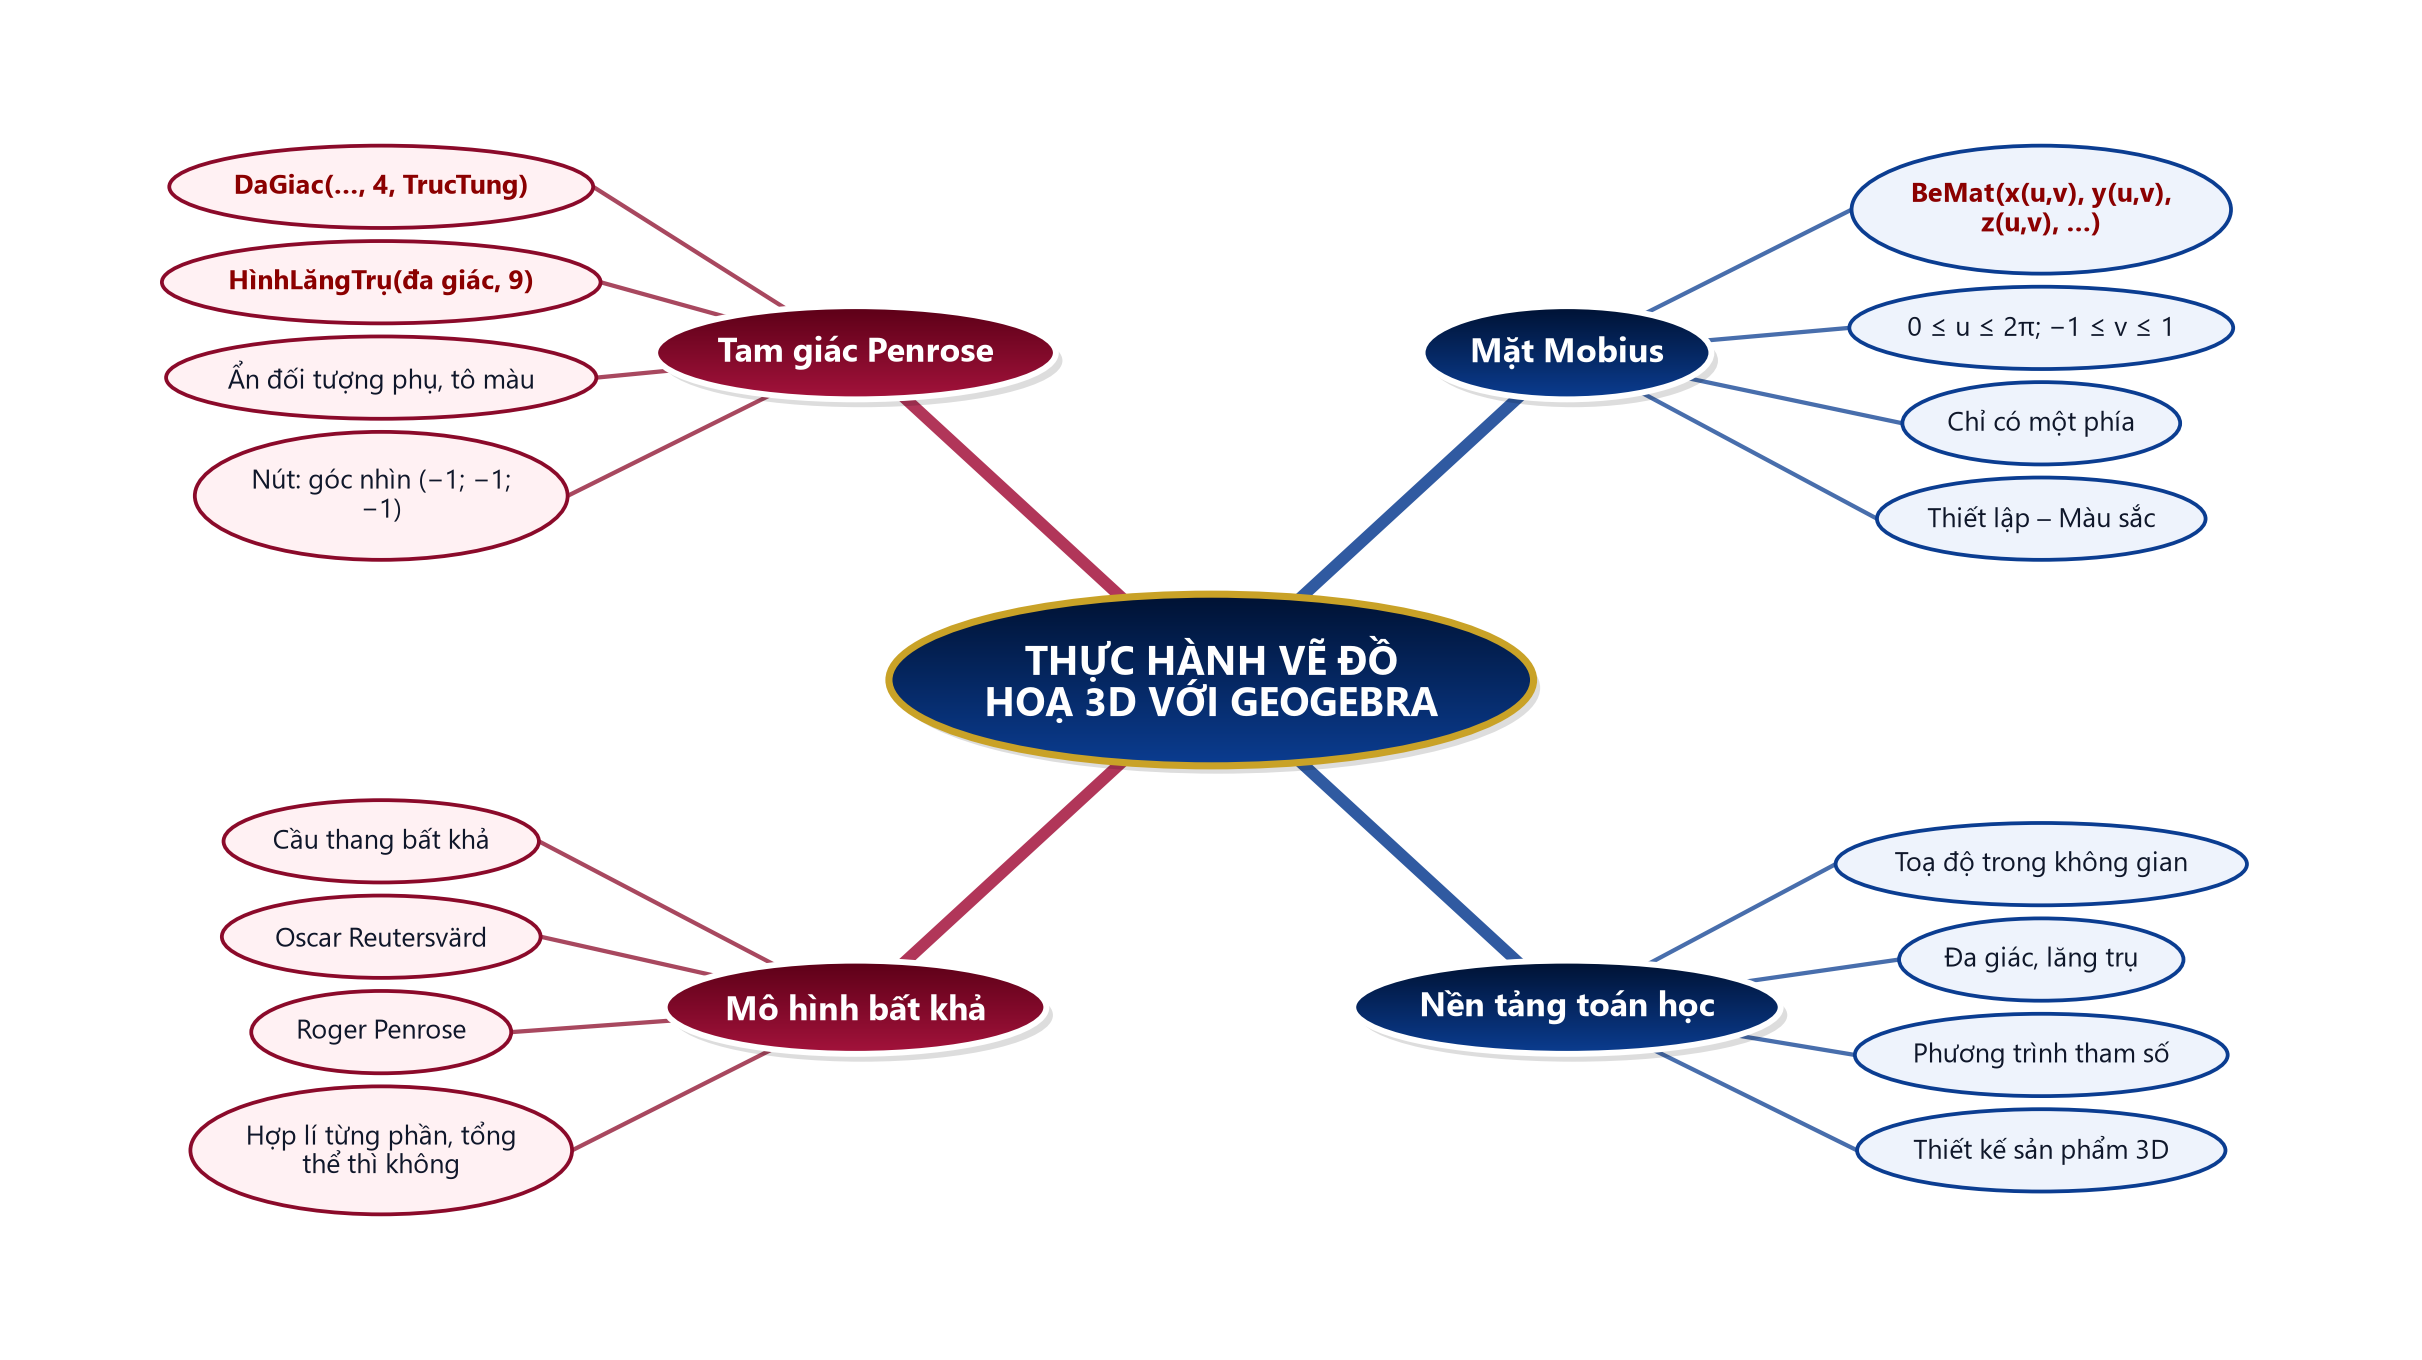 DaGiac(…, 4, TrucTung)
HìnhLăngTrụ(đa giác, 9)
Ẩn đối tượng phụ, tô màu
Nút: góc nhìn (−1; −1;
−1)
Tam giác Penrose
Mặt Mobius
BeMat(x(u,v), y(u,v),
z(u,v), …)
0 ≤ u ≤ 2π; −1 ≤ v ≤ 1
Chỉ có một phía
Thiết lập – Màu sắc
THỰC HÀNH VẼ ĐỒ
HOẠ 3D VỚI GEOGEBRA
Cầu thang bất khả
Oscar Reutersvärd
Roger Penrose
Hợp lí từng phần, tổng
thể thì không
Mô hình bất khả
Nền tảng toán học
Toạ độ trong không gian
Đa giác, lăng trụ
Phương trình tham số
Thiết kế sản phẩm 3D